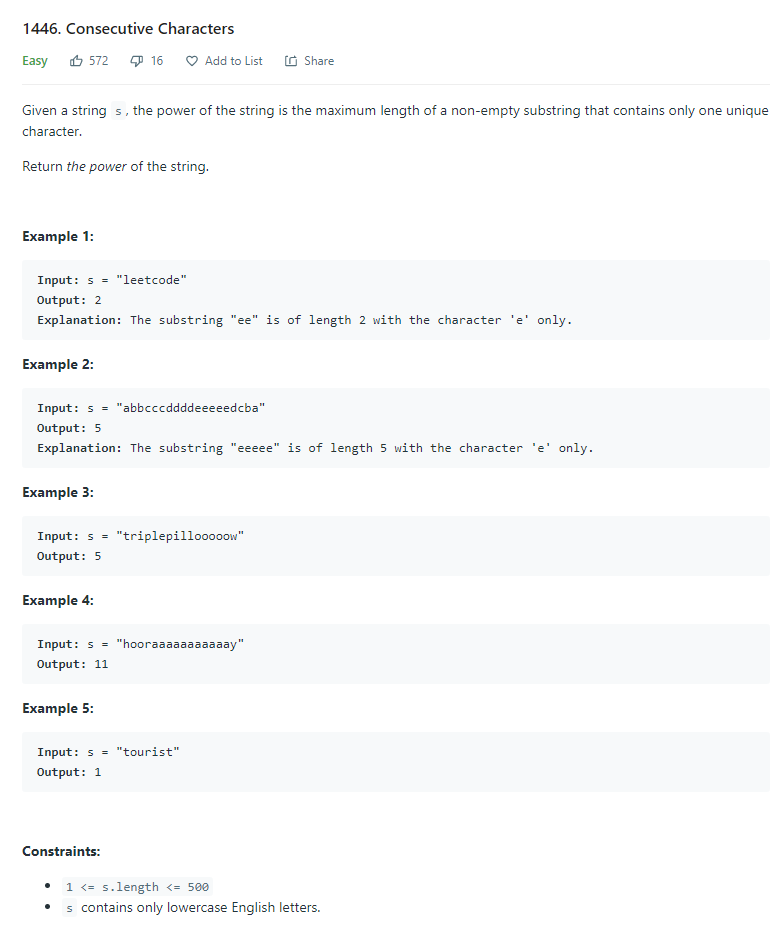 1446. Consecutive Characters
Easy 572 16 Add to List Share
Given a string s, the power of the string is the maximum length of a non-empty substring that contains only one unique
character.
Return the power of the string.
Example 1:
Input: s = "leetcode"
Output: 2
Explanation: The substring "ee" is of length 2 with the character 'e' only.
Example 2:
Input: s = "abbcccddddeeeeedcba"
Output: 5
Explanation: The substring "eeeee" is of length 5 with the character 'e' only.
Example 3:
Input: s = "triplepillooooow"
Output: 5
Example 4:
Input: s = "hooraaaaaaaaaaay"
Output: 11
Example 5:
Input: s = "tourist"
Output: 1
Constraints:
• 1 <= s.length <= 500
• s contains only lowercase English letters.